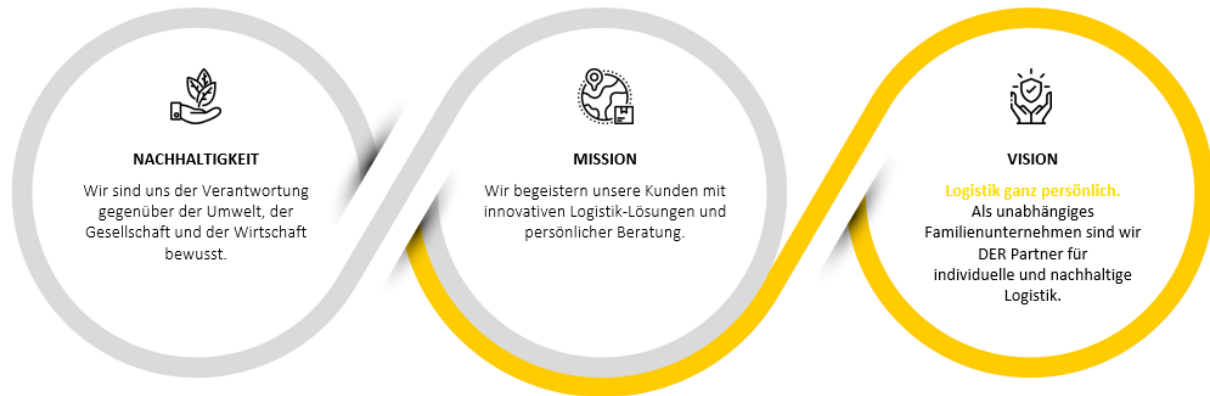 NACHHALTIGKEIT
Wir sind uns der Verantwortung
gegenüber der Umwelt, der
Gesellschaft und der Wirtschaft
bewusst.
MISSION
Wir begeistern unsere Kunden mit
innovativen Logistik-Lösungen und
persönlicher Beratung.
VISION
Logistik ganz persönlich.
Als unabhängiges
Familienunternehmen sind wir
DER Partner für
individuelle und nachhaltige
Logistik.